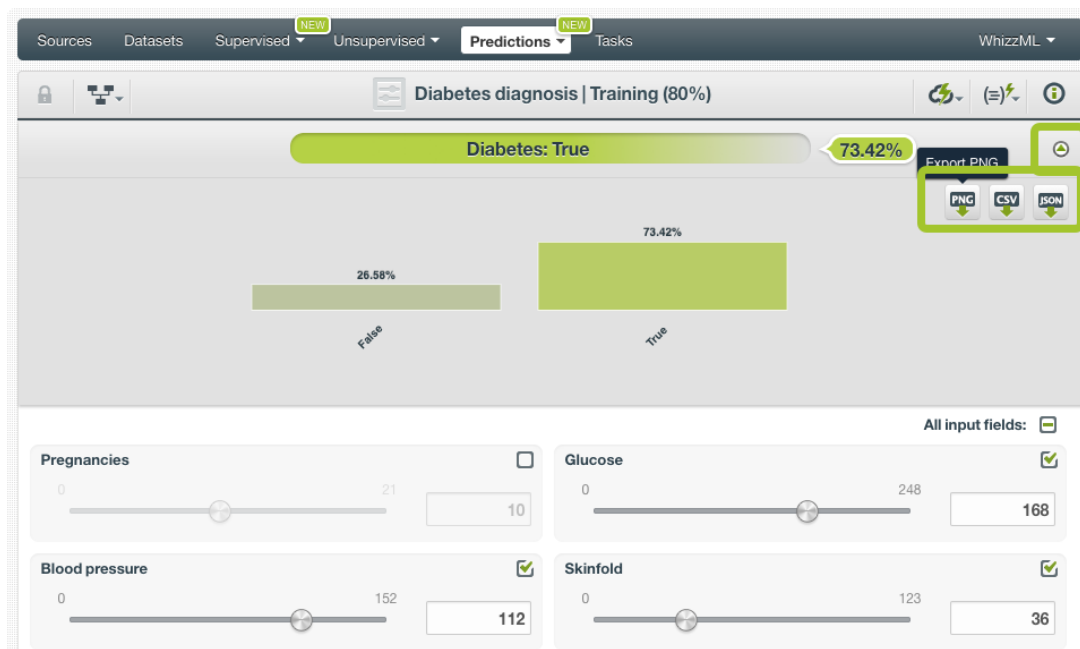 NEW NEW
Sources Datasets Supervised Unsupervised Predictions Tasks WhizzML
Diabetes diagnosis | Training (80%)
Diabetes: True 73.42%
Export PNG
PNG CSV JSON
73.42%
26.58%
False True
All input fields:
Pregnancies Glucose
0 21 0 248
10 168
Blood pressure Skinfold
0 152 0 123
112 36